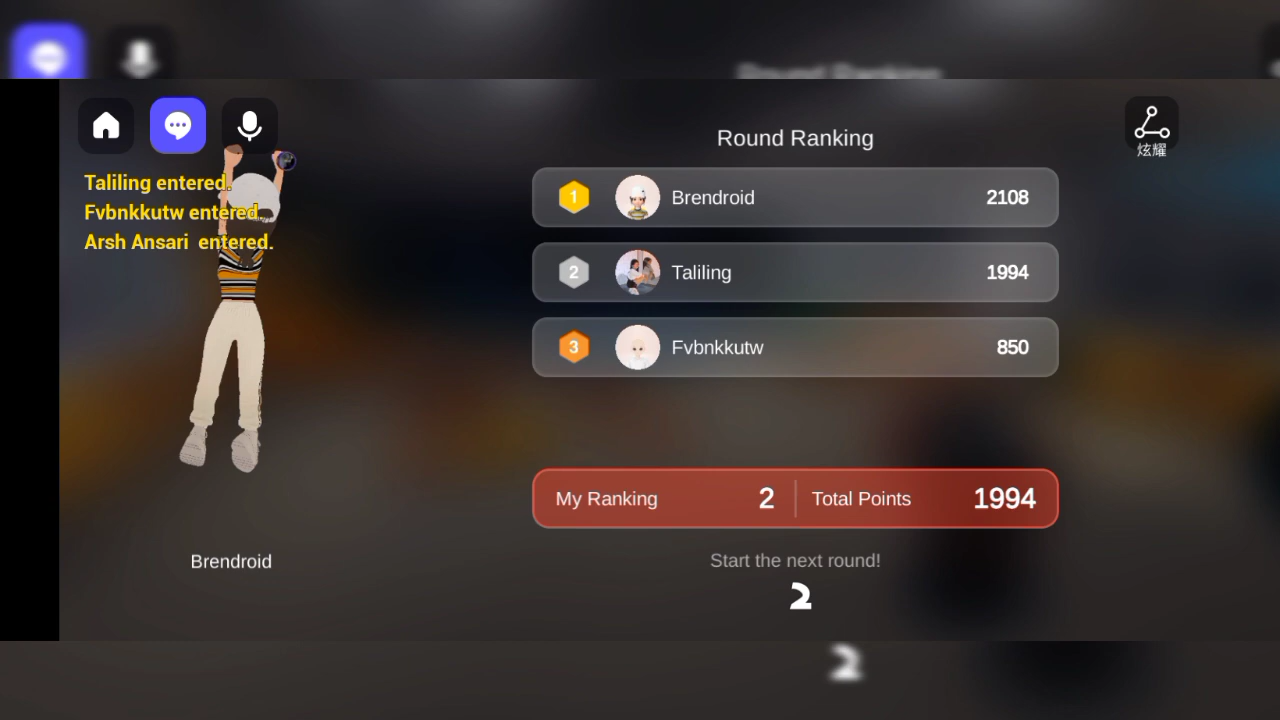 Round Ranking
炫耀
Taliling entered.
Fvbnkkutw entered.
Arsh Ansari entered.
1 Brendroid 2108
2 Taliling 1994
3 Fvbnkkutw 850
My Ranking 2 Total Points 1994
Brendroid
Start the next round!
2
2